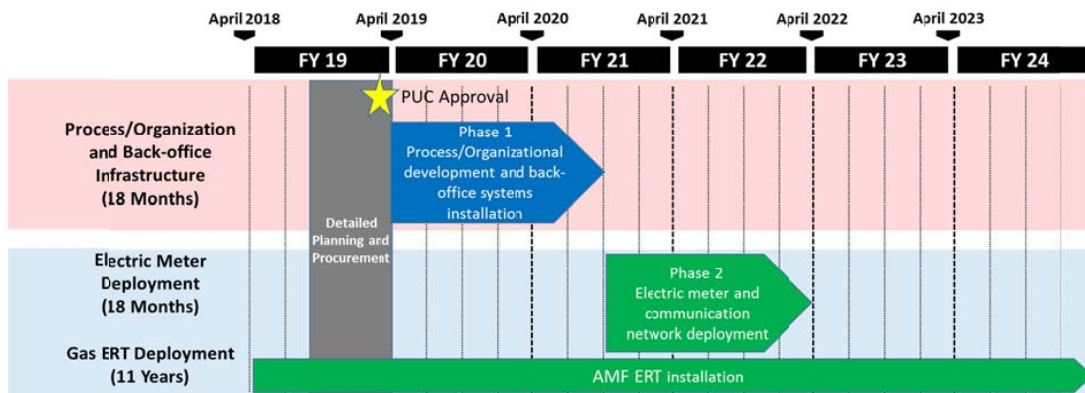 April 2018 April 2019 April 2020 April 2021 April 2022 April 2023
FY 19 FY 20 FY 21 FY 22 FY 23 FY 24
PUC Approval
Process/Organization
and Back-office
Infrastructure
(18 Months)
Phase 1
Process/Organizational
development and back-
office systems
installation
Detailed
Planning and
Procurement
Electric Meter
Deployment
(18 Months)
Phase 2
Electric meter and
communication
network deployment
Gas ERT Deployment
(11 Years)
AMF ERT installation